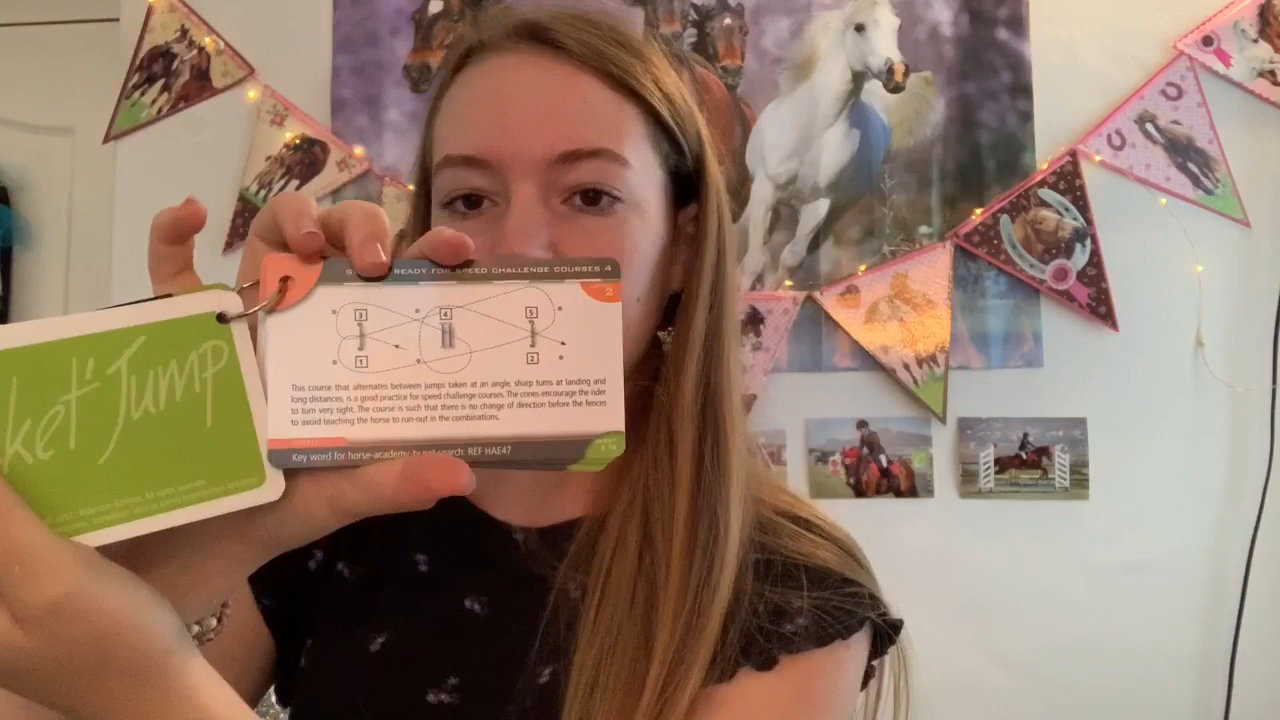 READY FOR SPEED CHALLENGE COURSES 4
2
3
4
5
1
2
This course that alternates between jumps taken at an angle, sharp turns at landing and
long distances, is a good practice for speed challenge courses. The cones encourage the rider
to turn very tight. The course is such that there is no change of direction before the fences
to avoid teaching the horse to run-out in the combinations.
Key word for horse-academy search: REF HAE47
ket' Jump
All rights reserved